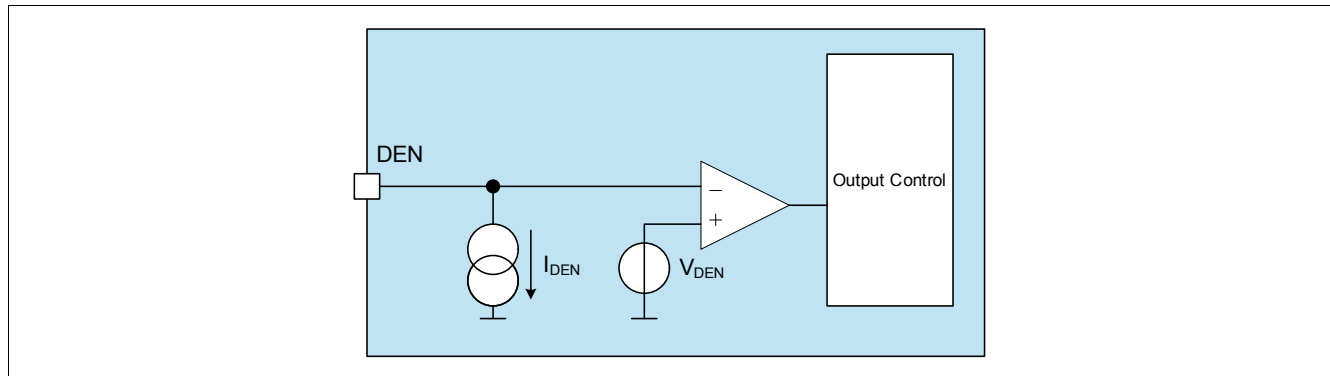 DEN
−
+
Output Control
IDEN
VDEN